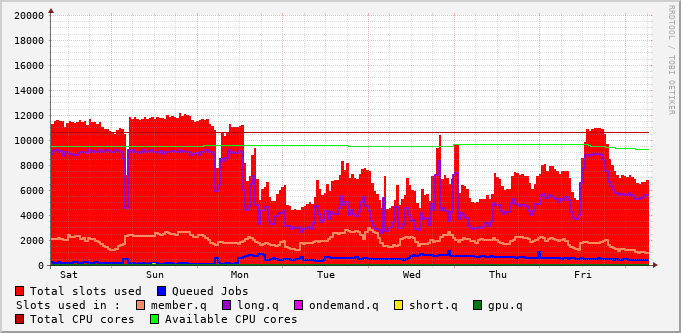 RRDTOOL / TOBI OETIKER
20000
18000
16000
14000
12000
10000
8000
6000
4000
2000
0
Sat Sun Mon Tue Wed Thu Fri
Total slots used Queued Jobs
Slots used in : member.q long.q ondemand.q short.q gpu.q
Total CPU cores Available CPU cores